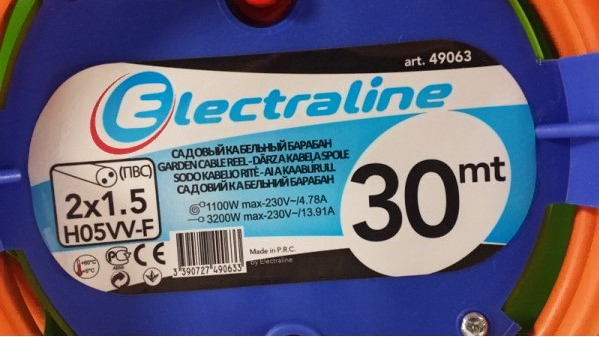 art. 49063
Electraline
САДОВЫЙ КАБЕЛЬНЫЙ БАРАБАН
GARDEN CABLE REEL - DĀRZA KABEĻA SPOLE
SODO KABELIO RITĖ - AIA KAABLIRULL
САДОВИЙ КАБЕЛЬНИЙ БАРАБАН
1100W max-230V~/4.78A
3200W max-230V~/13.91A
(ПВС)
2x1.5
H05VV-F
30mt
CE
Made in P.R.C.
by Electraline
3 390727 490633